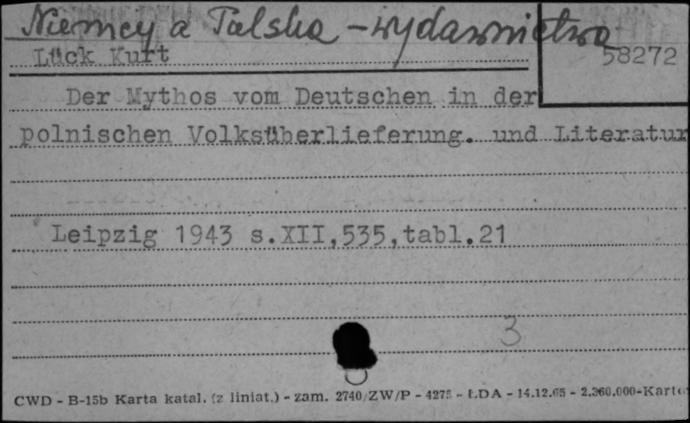 Niemcy a Polska - wydawnictwa
Lück Kurt
58272
Der Mythos vom Deutschen in der
polnischen Volksüberlieferung. und Literatur
Leipzig 1943 s.XII,535,tabl.21
3
CWD - B-15b Karta katal. (z liniat.) - zam. 2740/ZW/P - 4275 - ŁDA - 14.12.65 - 2.360.000-Karto